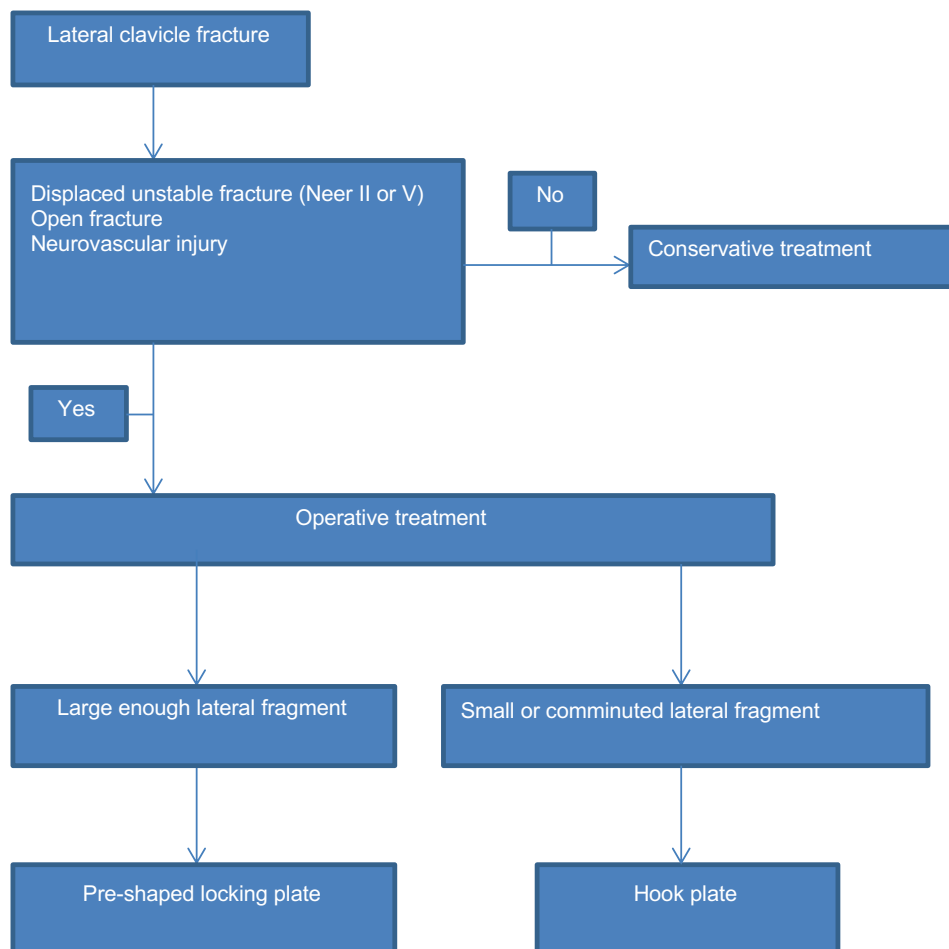 Lateral clavicle fracture
Displaced unstable fracture (Neer II or V)
Open fracture
Neurovascular injury
No
Conservative treatment
Yes
Operative treatment
Large enough lateral fragment
Small or comminuted lateral fragment
Pre-shaped locking plate
Hook plate